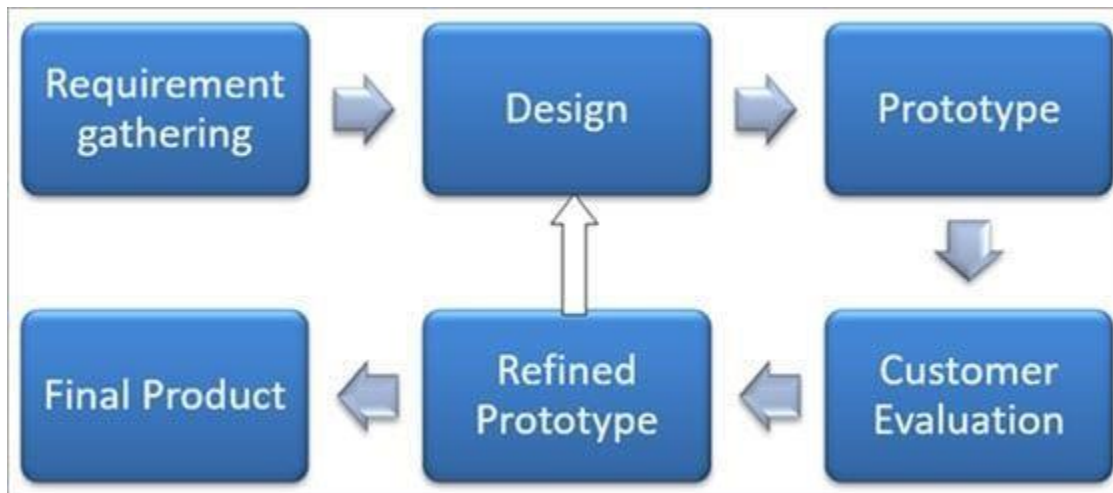 Requirement
gathering
Design
Prototype
Customer
Evaluation
Refined
Prototype
Final Product